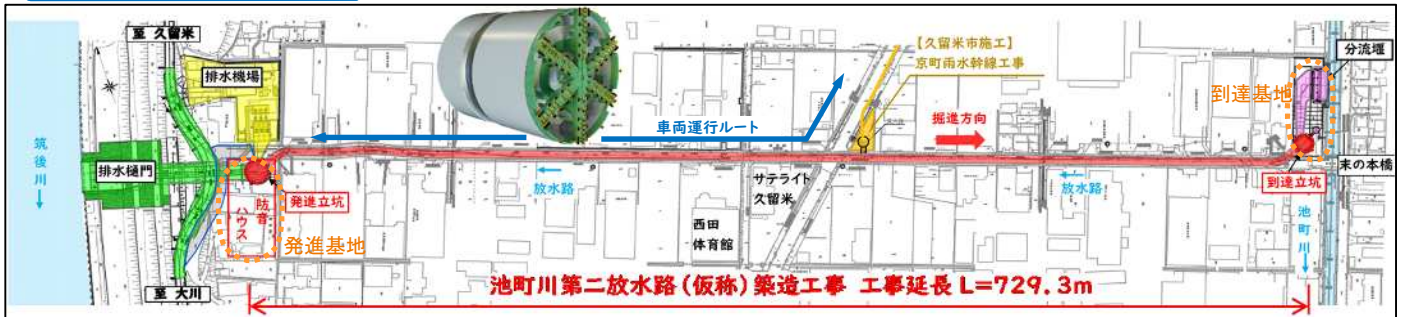 至 久留米
排水機場
筑後川
排水樋門
発進立坑
防音
ハウス
発進基地
至 大川
車両運行ルート
放水路
【久留米市施工】
京町雨水幹線工事
掘進方向
サテライト
久留米
西田
体育館
放水路
分流堰
到達基地
末の本橋
到達立坑
池町川
池町川第二放水路(仮称)築造工事 工事延長 L=729.3m